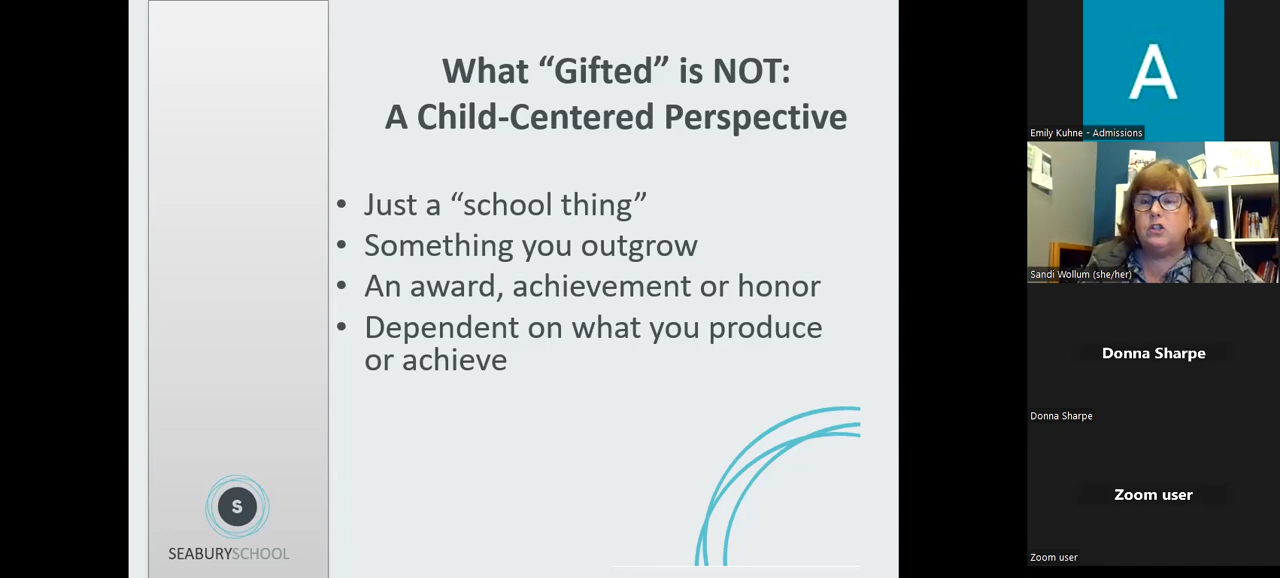 What “Gifted” is NOT:
A Child-Centered Perspective
• Just a “school thing”
• Something you outgrow
• An award, achievement or honor
• Dependent on what you produce
or achieve
S
SEABURYSCHOOL
A
Emily Kuhne - Admissions
Sandi Wollum (she/her)
Donna Sharpe
Donna Sharpe
Zoom user
Zoom user